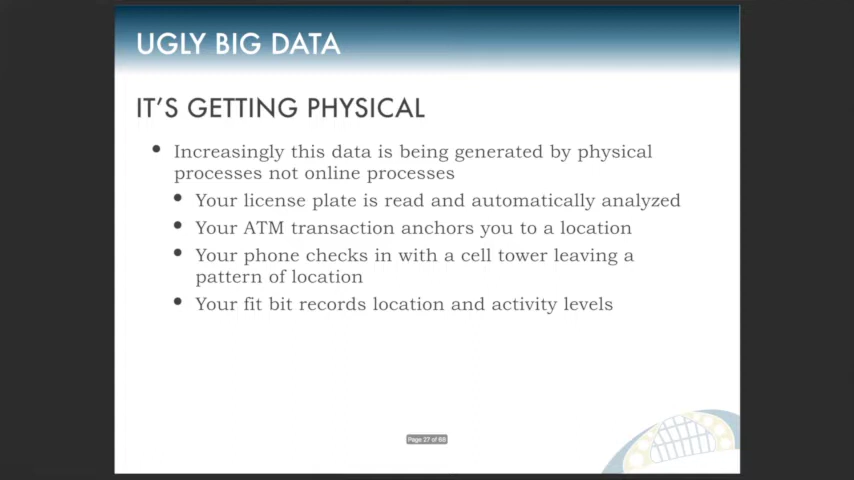 UGLY BIG DATA
IT'S GETTING PHYSICAL
• Increasingly this data is being generated by physical
processes not online processes
• Your license plate is read and automatically analyzed
• Your ATM transaction anchors you to a location
• Your phone checks in with a cell tower leaving a
pattern of location
• Your fit bit records location and activity levels
Page 27 of 68